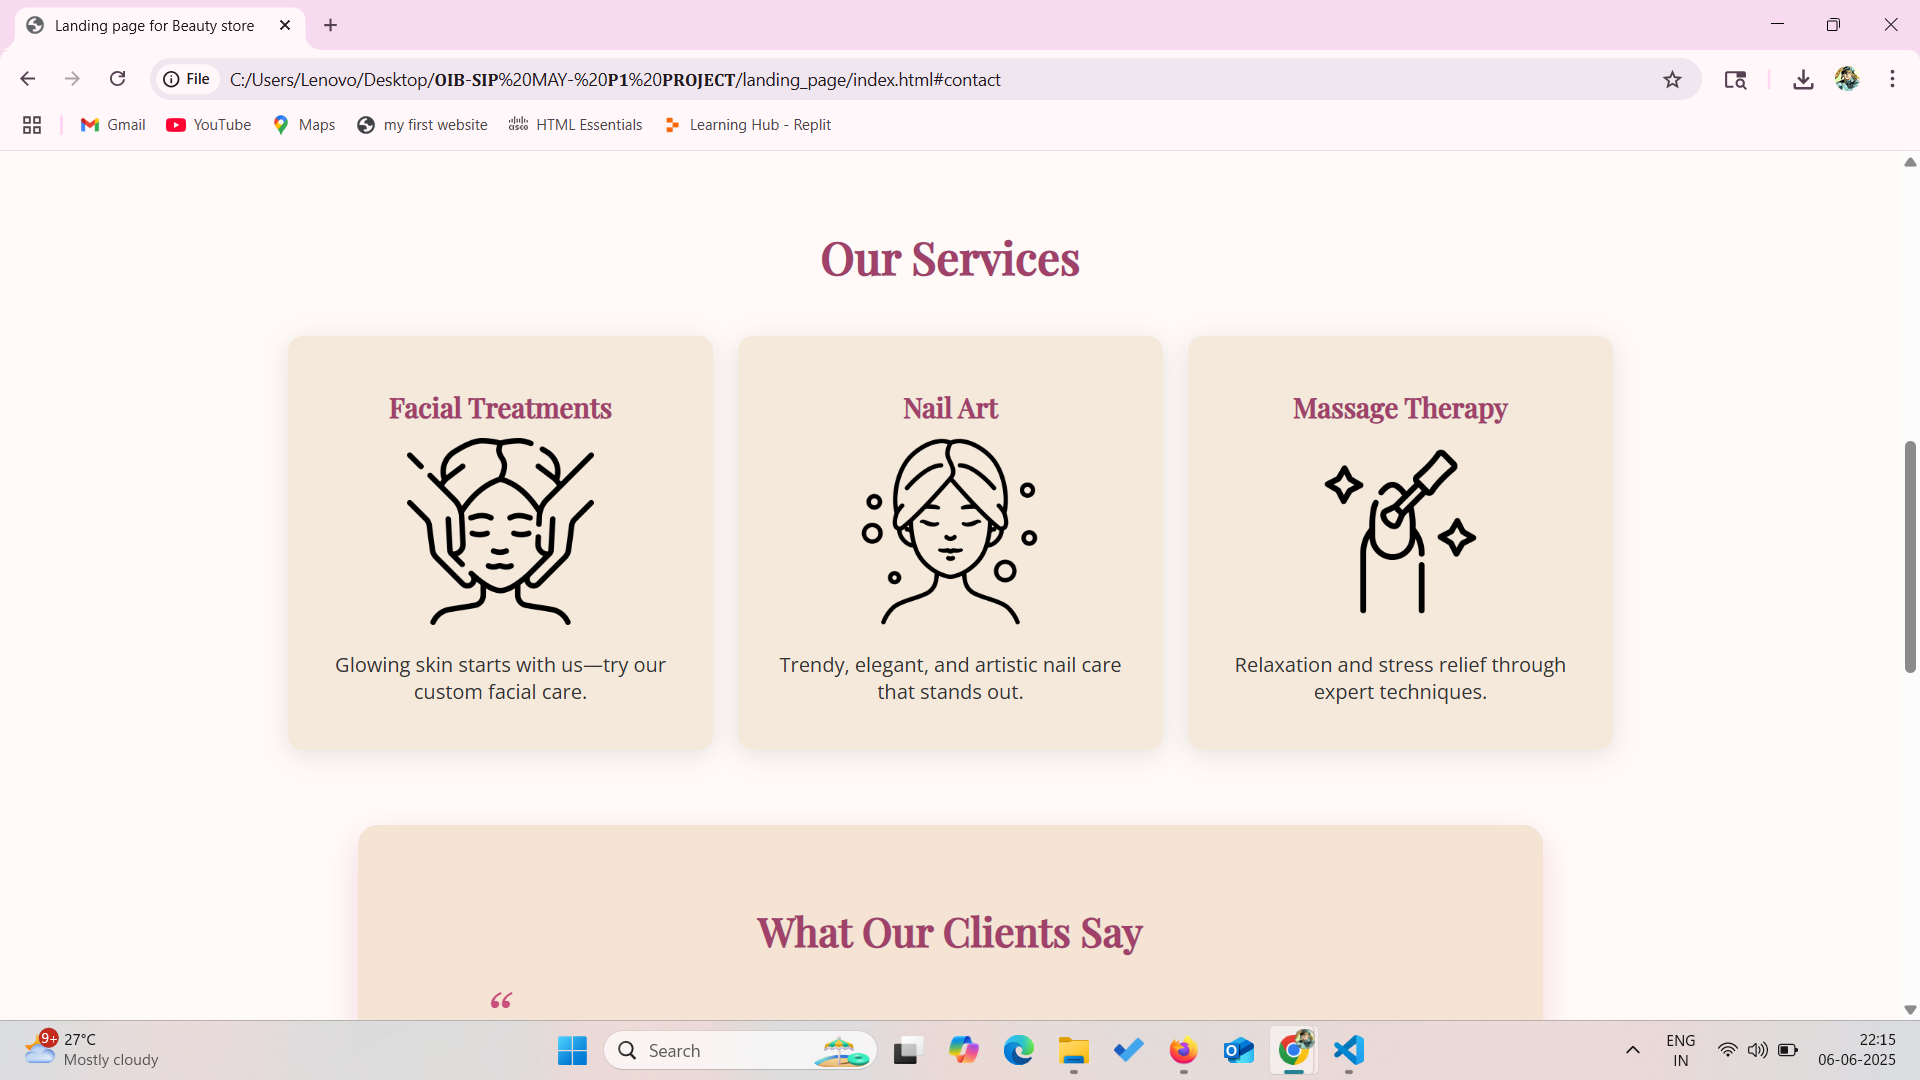 Landing page for Beauty store
File
C:/Users/Lenovo/Desktop/OIB-SIP%20MAY-%20P1%20PROJECT/landing_page/index.html#contact
Gmail
YouTube
Maps
my first website
cisco
HTML Essentials
Learning Hub - Replit
Our Services
Facial Treatments
Glowing skin starts with us—try our
custom facial care.
Nail Art
Trendy, elegant, and artistic nail care
that stands out.
Massage Therapy
Relaxation and stress relief through
expert techniques.
What Our Clients Say
“
9+
27°C
Mostly cloudy
Search
ENG
IN
22:15
06-06-2025